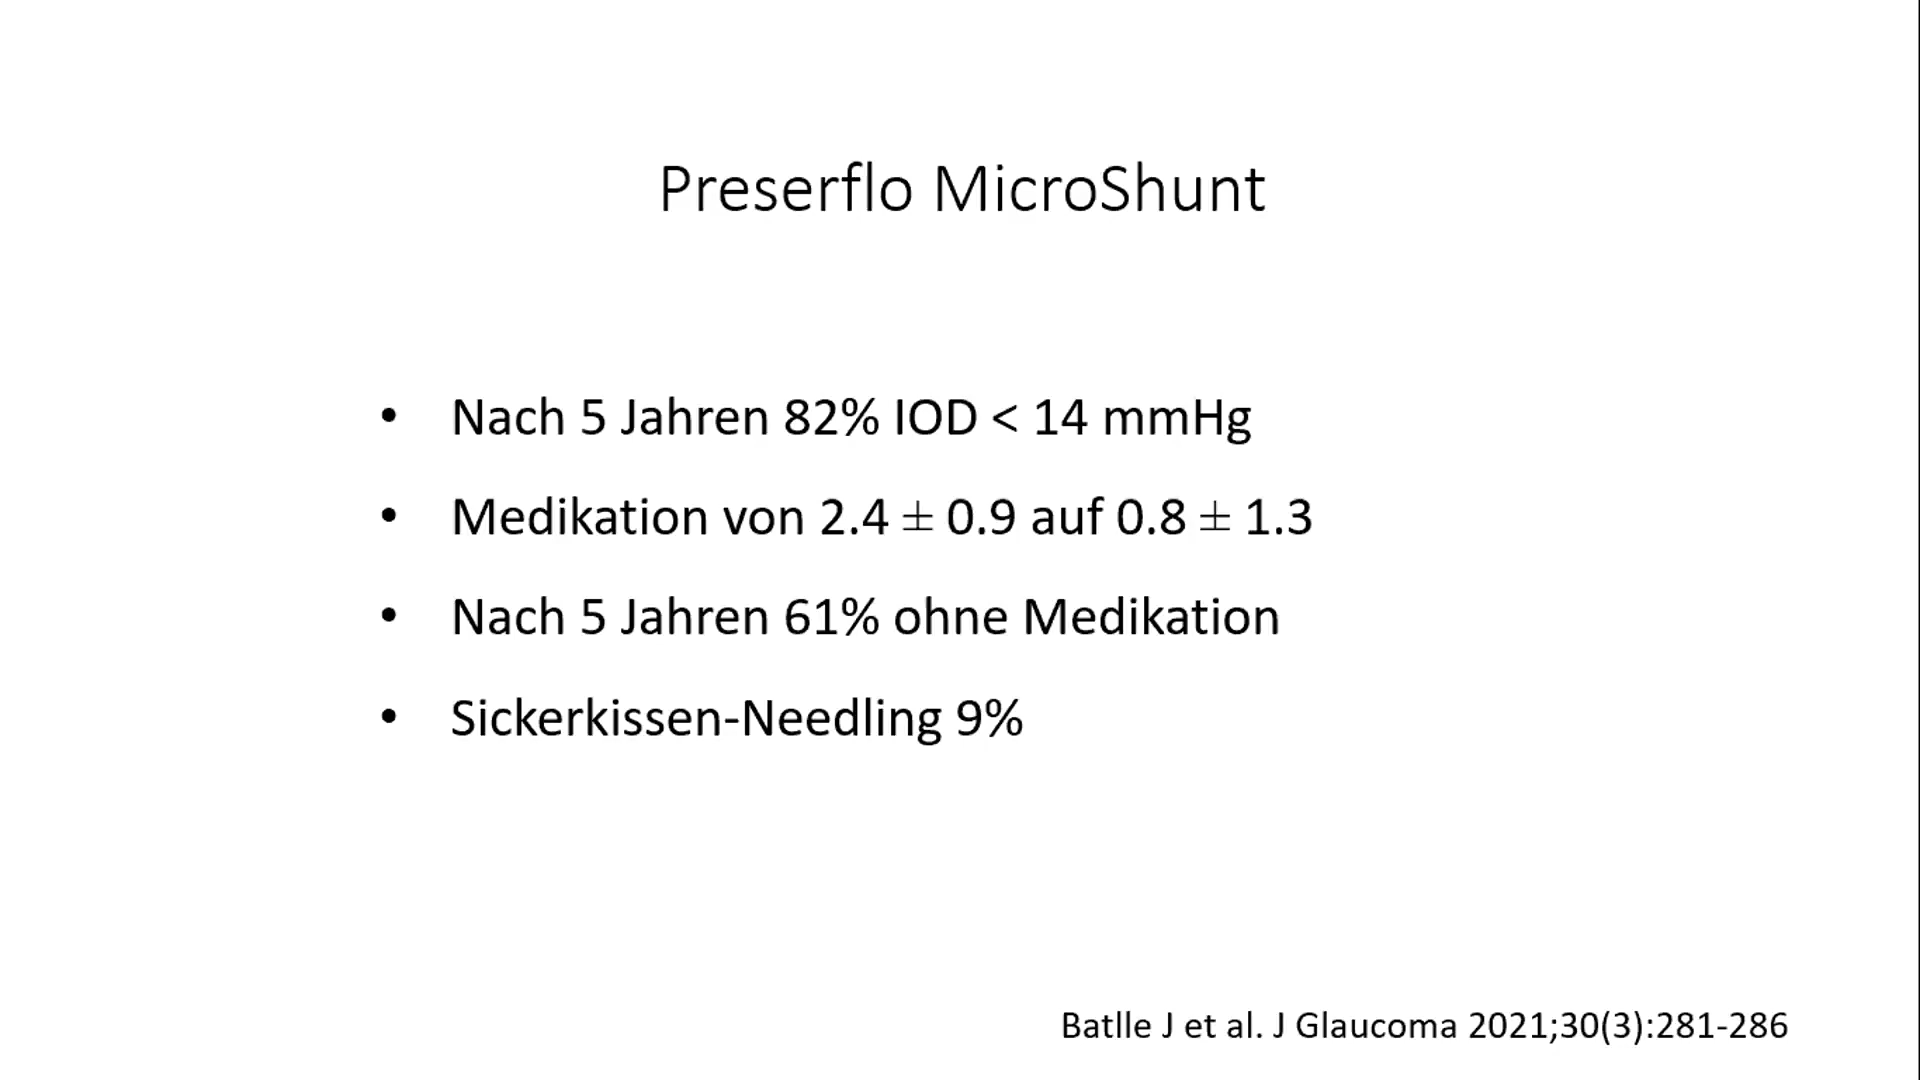 Preserflo MicroShunt
• Nach 5 Jahren 82% IOD < 14 mmHg
• Medikation von 2.4 ± 0.9 auf 0.8 ± 1.3
• Nach 5 Jahren 61% ohne Medikation
• Sickerkissen-Needling 9%
Batlle J et al. J Glaucoma 2021;30(3):281-286